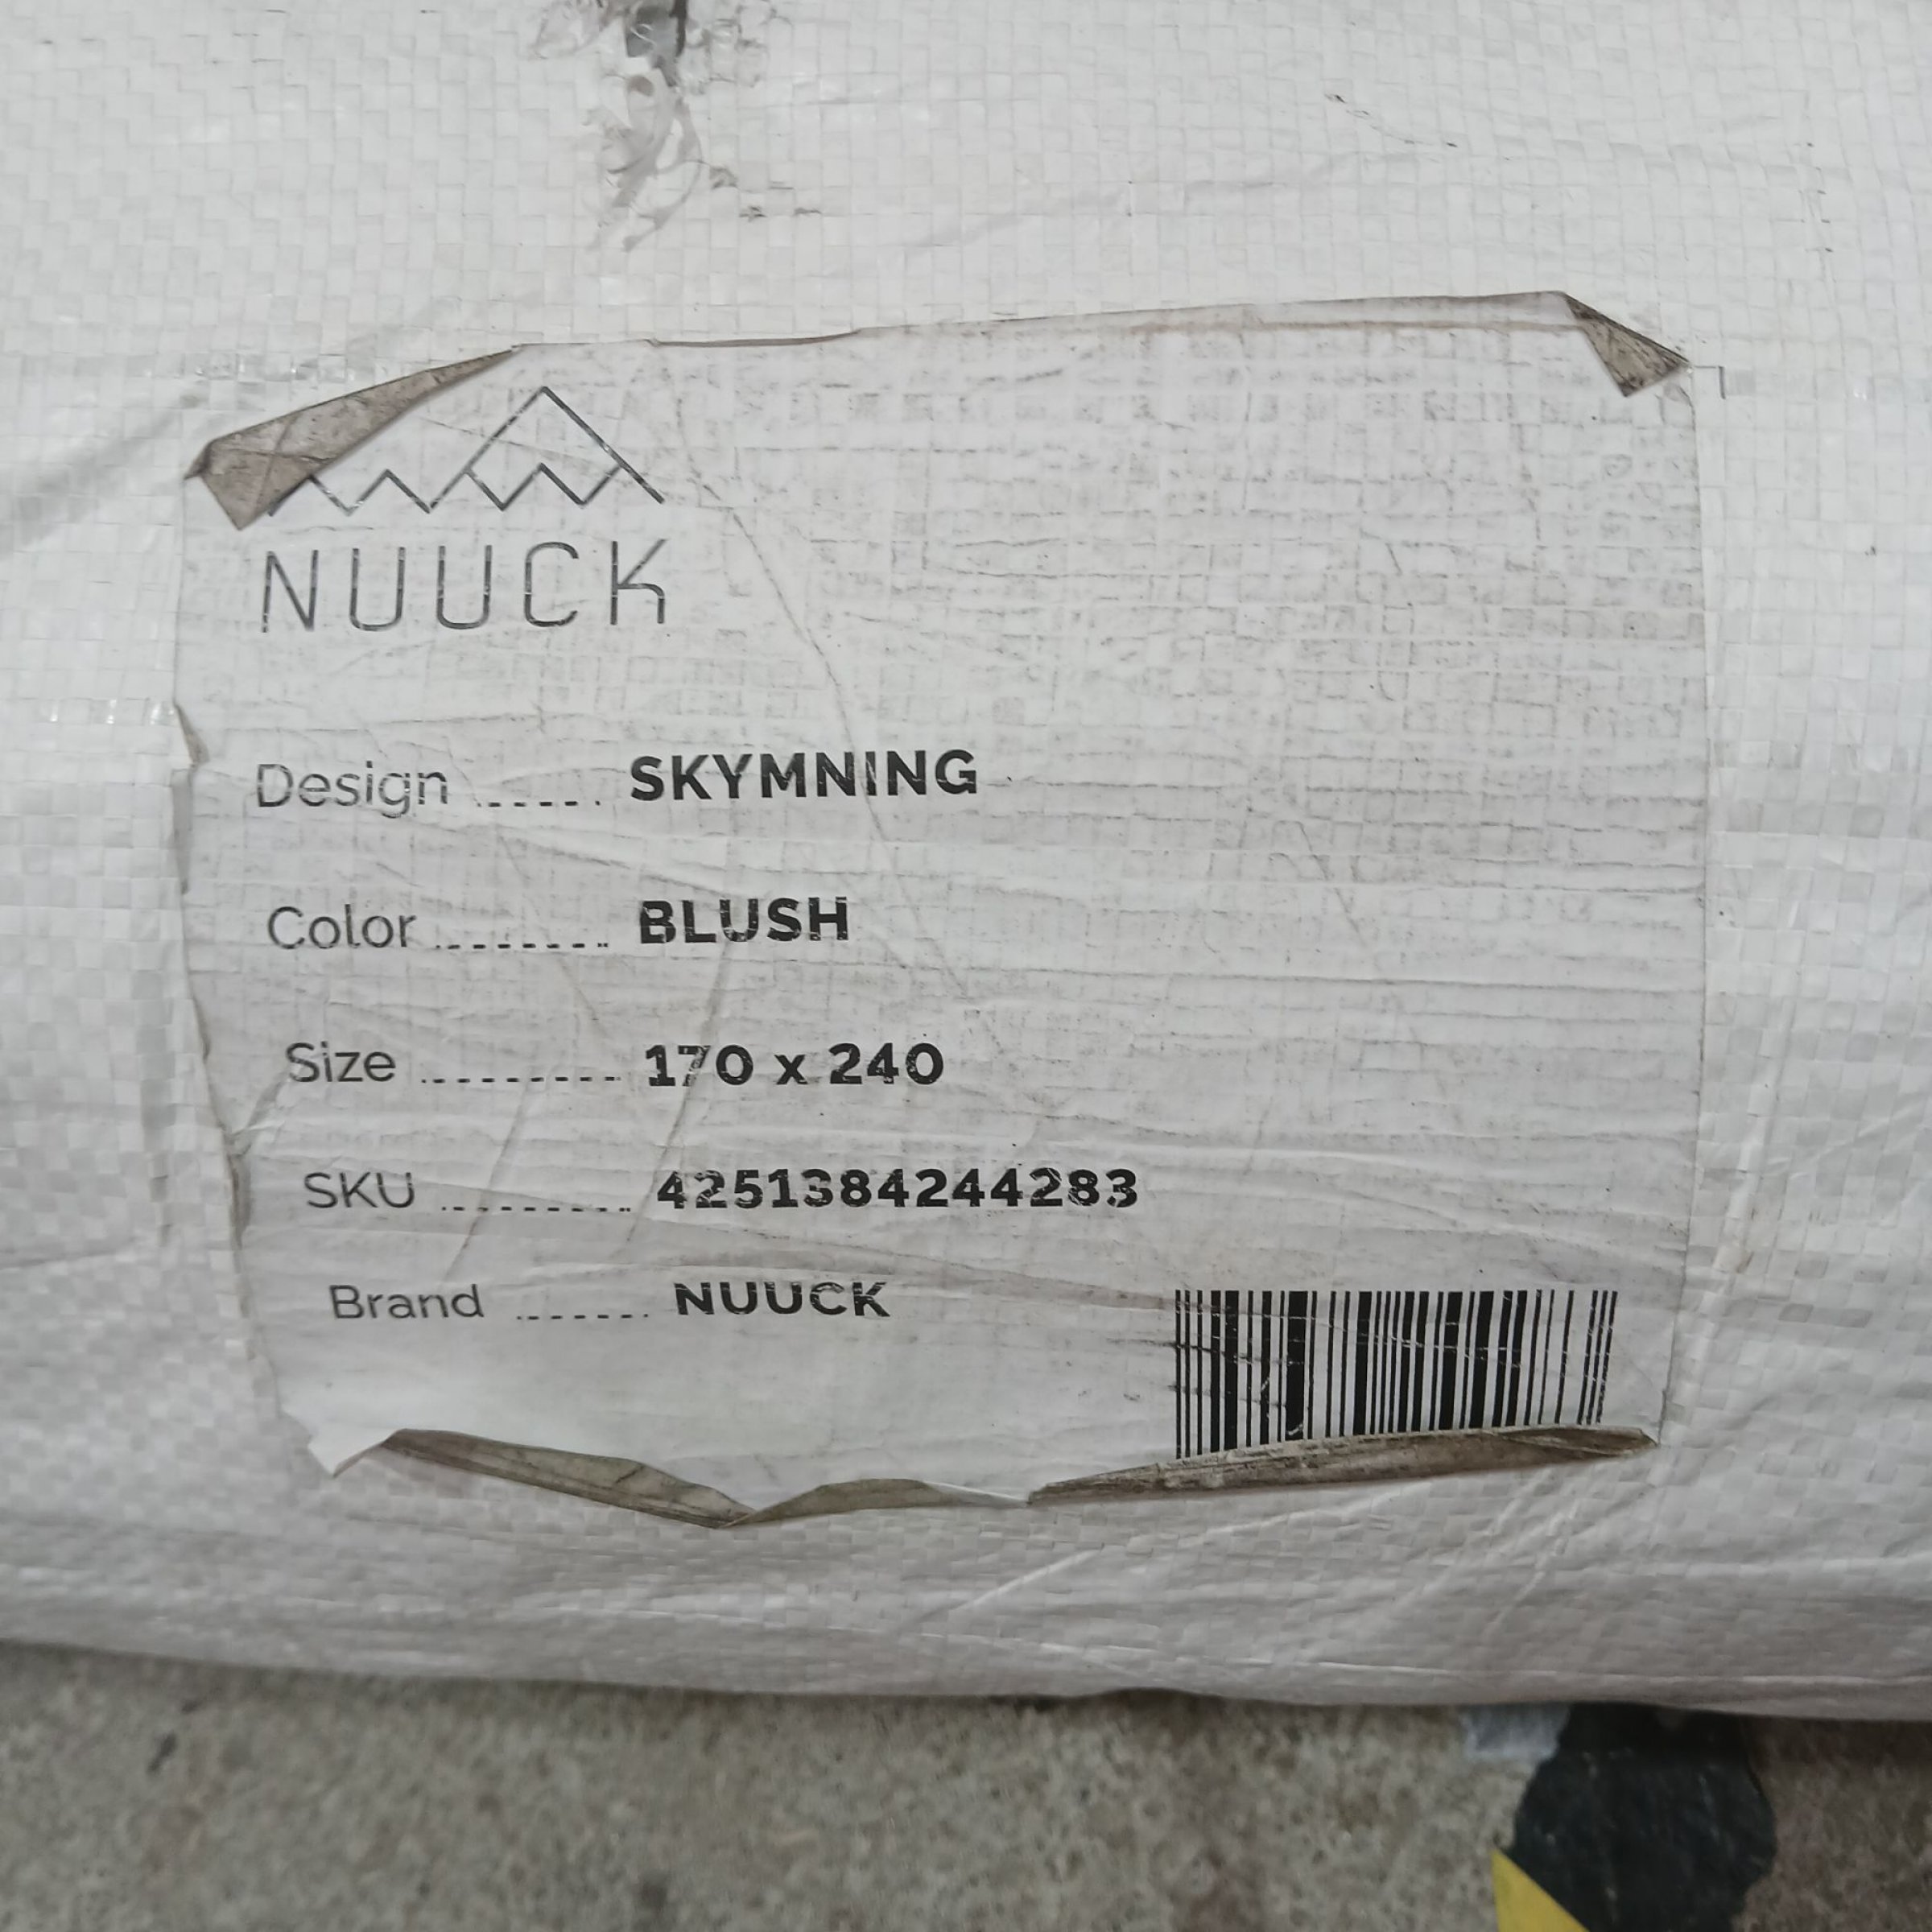 NUUCK
Design ...... SKYMNING
Color ......... BLUSH
Size .......... 170 x 240
SKU .......... 4251384244283
Brand ....... NUUCK